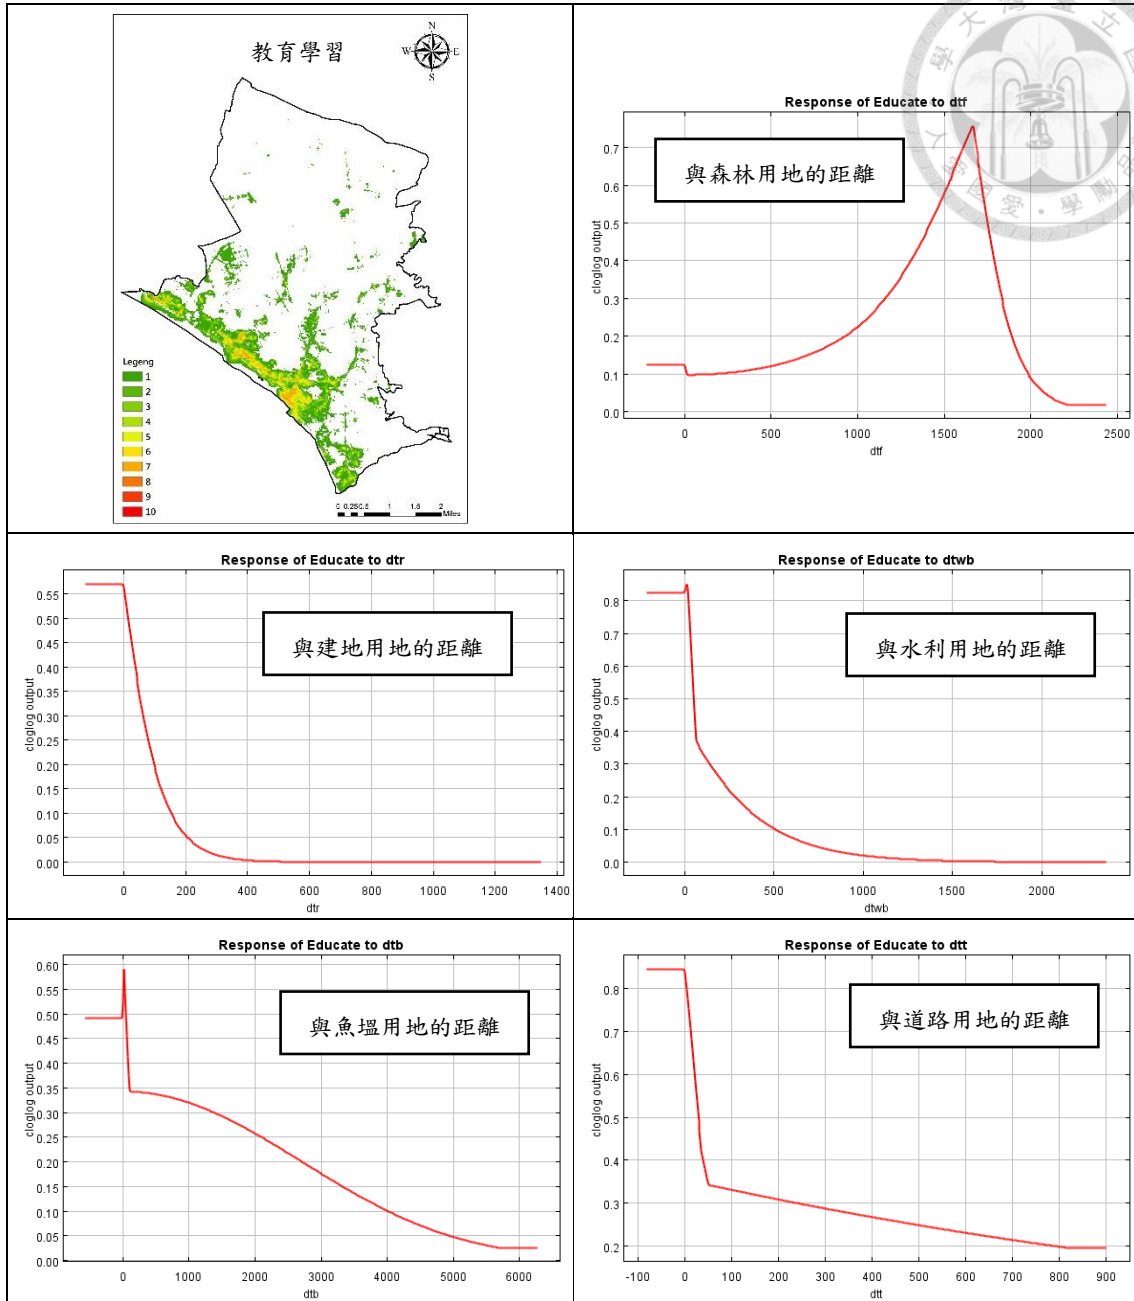 教育學習
N
W
E
S
Legeng
1
2
3
4
5
6
7
8
9
10
0 0.250.5 1 1.5 2
Miles
Response of Educate to dtf
與森林用地的距離
cloglog output
0.7
0.6
0.5
0.4
0.3
0.2
0.1
0.0
0 500 1000 1500 2000 2500
dtf
Response of Educate to dtr
與建地用地的距離
cloglog output
0.55
0.50
0.45
0.40
0.35
0.30
0.25
0.20
0.15
0.10
0.05
0.00
0 200 400 600 800 1000 1200 1400
dtr
Response of Educate to dtwb
與水利用地的距離
cloglog output
0.8
0.7
0.6
0.5
0.4
0.3
0.2
0.1
0.0
0 500 1000 1500 2000
dtwb
Response of Educate to dtb
與魚塭用地的距離
cloglog output
0.60
0.55
0.50
0.45
0.40
0.35
0.30
0.25
0.20
0.15
0.10
0.05
0.00
0 1000 2000 3000 4000 5000 6000
dtb
Response of Educate to dtt
與道路用地的距離
cloglog output
0.8
0.7
0.6
0.5
0.4
0.3
0.2
-100 0 100 200 300 400 500 600 700 800 900
dtt